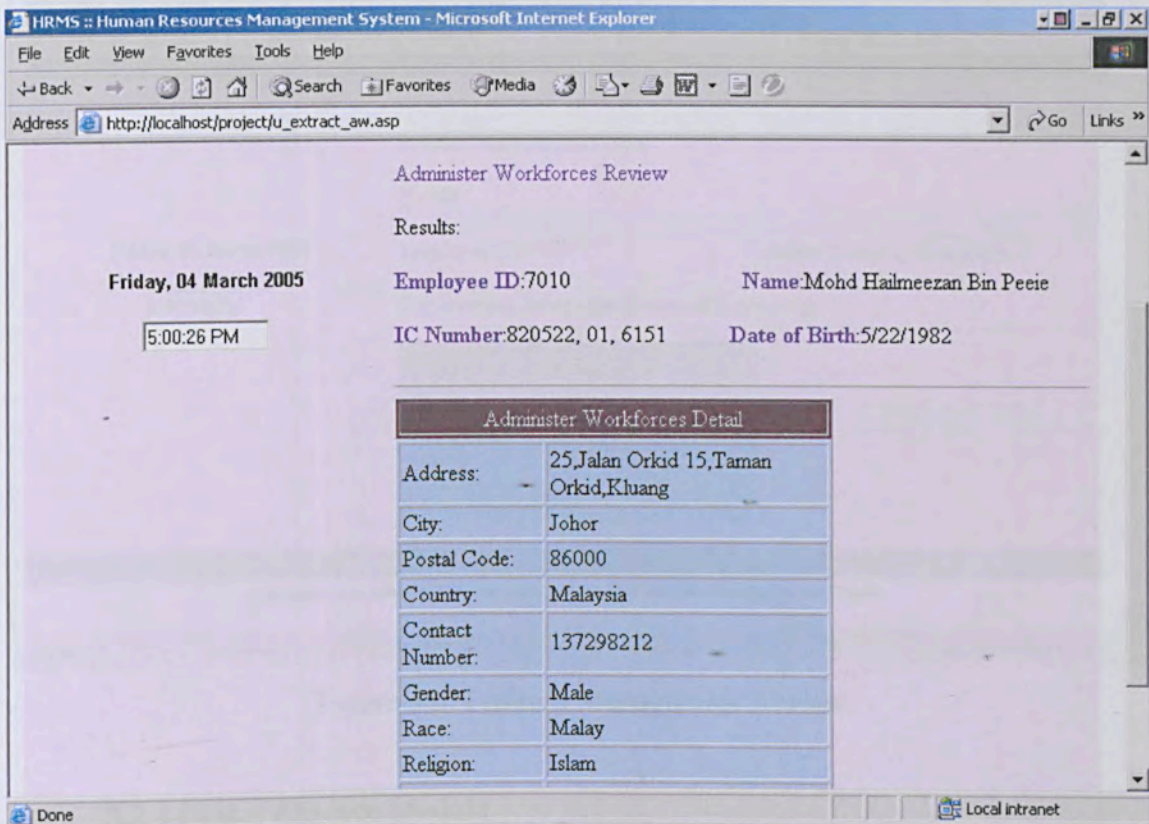 HRMS :: Human Resources Management System - Microsoft Internet Explorer
File Edit View Favorites Tools Help
Back Search Favorites Media
Address http://localhost/project/u_extract_aw.asp Go Links »
Administer Workforces Review
Results:
Friday, 04 March 2005 Employee ID:7010 Name:Mohd Hailmeezan Bin Peeie
5:00:26 PM IC Number:820522, 01, 6151 Date of Birth:5/22/1982
Administer Workforces Detail
Address: 25,Jalan Orkid 15,Taman
Orkid,Kluang
City: Johor
Postal Code: 86000
Country: Malaysia
Contact
Number: 137298212
Gender: Male
Race: Malay
Religion: Islam
Done Local intranet